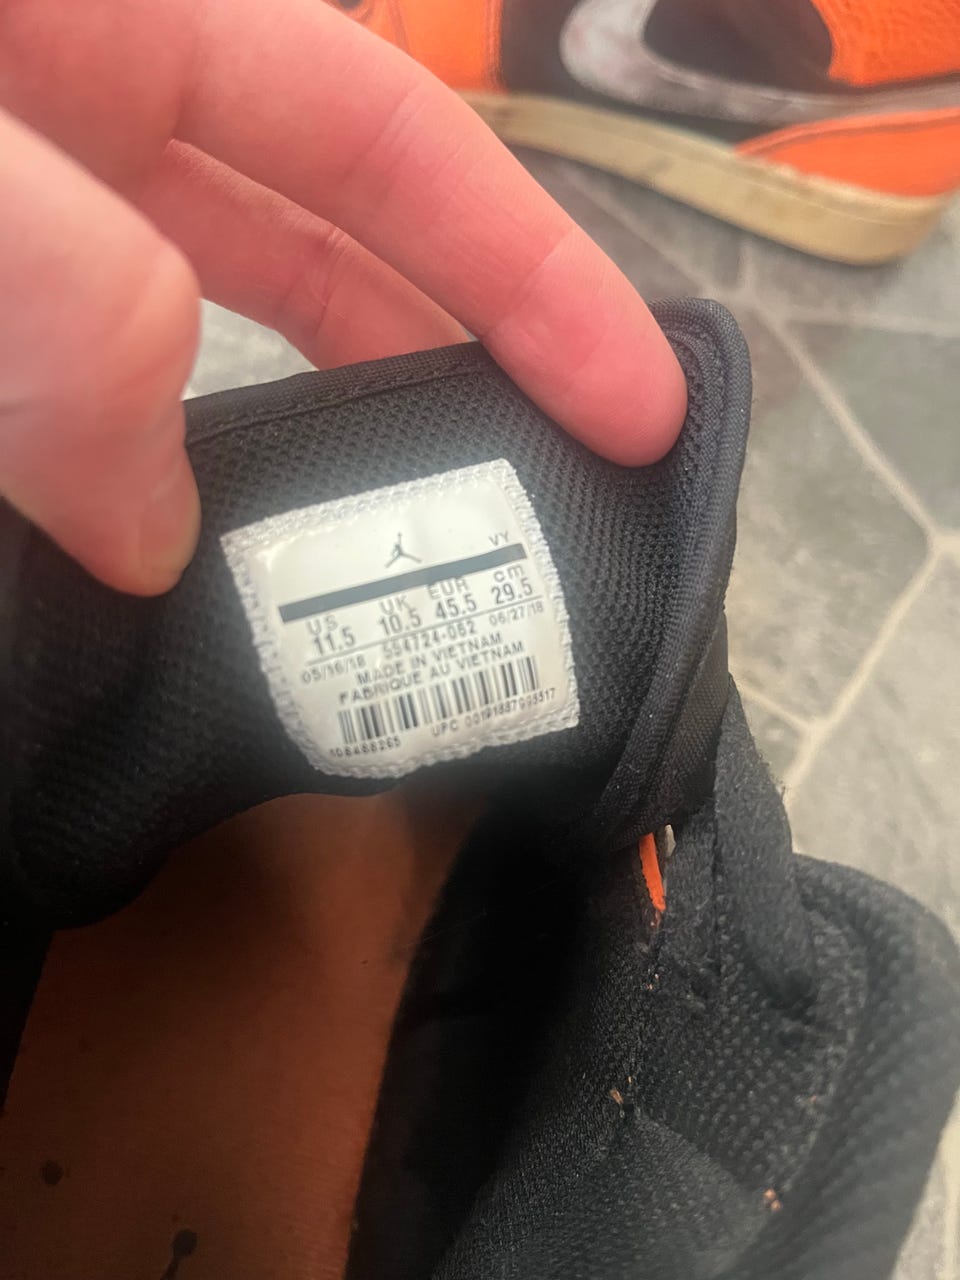 VY
US UK EUR cm
11.5 10.5 45.5 29.5
05/16/18 554724-062 06/27/18
MADE IN VIETNAM
FABRIQUE AU VIETNAM
UPC